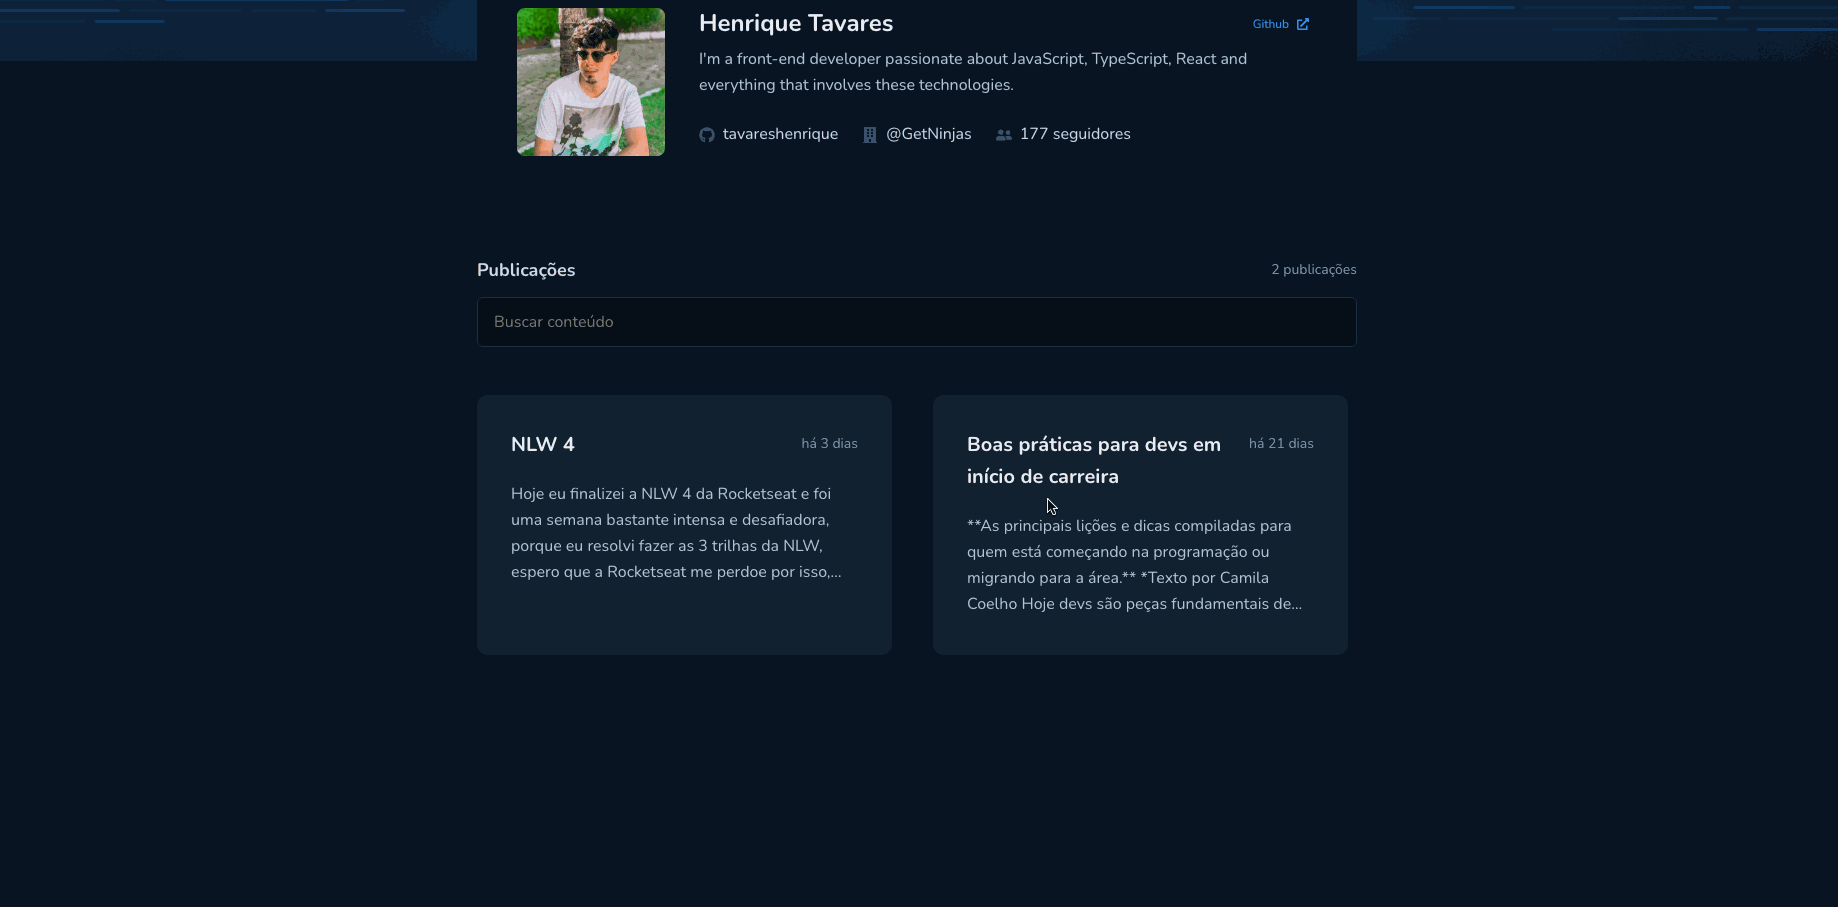 Henrique Tavares
Github
I'm a front-end developer passionate about JavaScript, TypeScript, React and
everything that involves these technologies.
tavareshenrique @GetNinjas 177 seguidores
Publicações
2 publicações
Buscar conteúdo
NLW 4
há 3 dias
Hoje eu finalizei a NLW 4 da Rocketseat e foi
uma semana bastante intensa e desafiadora,
porque eu resolvi fazer as 3 trilhas da NLW,
espero que a Rocketseat me perdoe por isso,...
Boas práticas para devs em
início de carreira
há 21 dias
**As principais lições e dicas compiladas para
quem está começando na programação ou
migrando para a área.** *Texto por Camila
Coelho Hoje devs são peças fundamentais de...